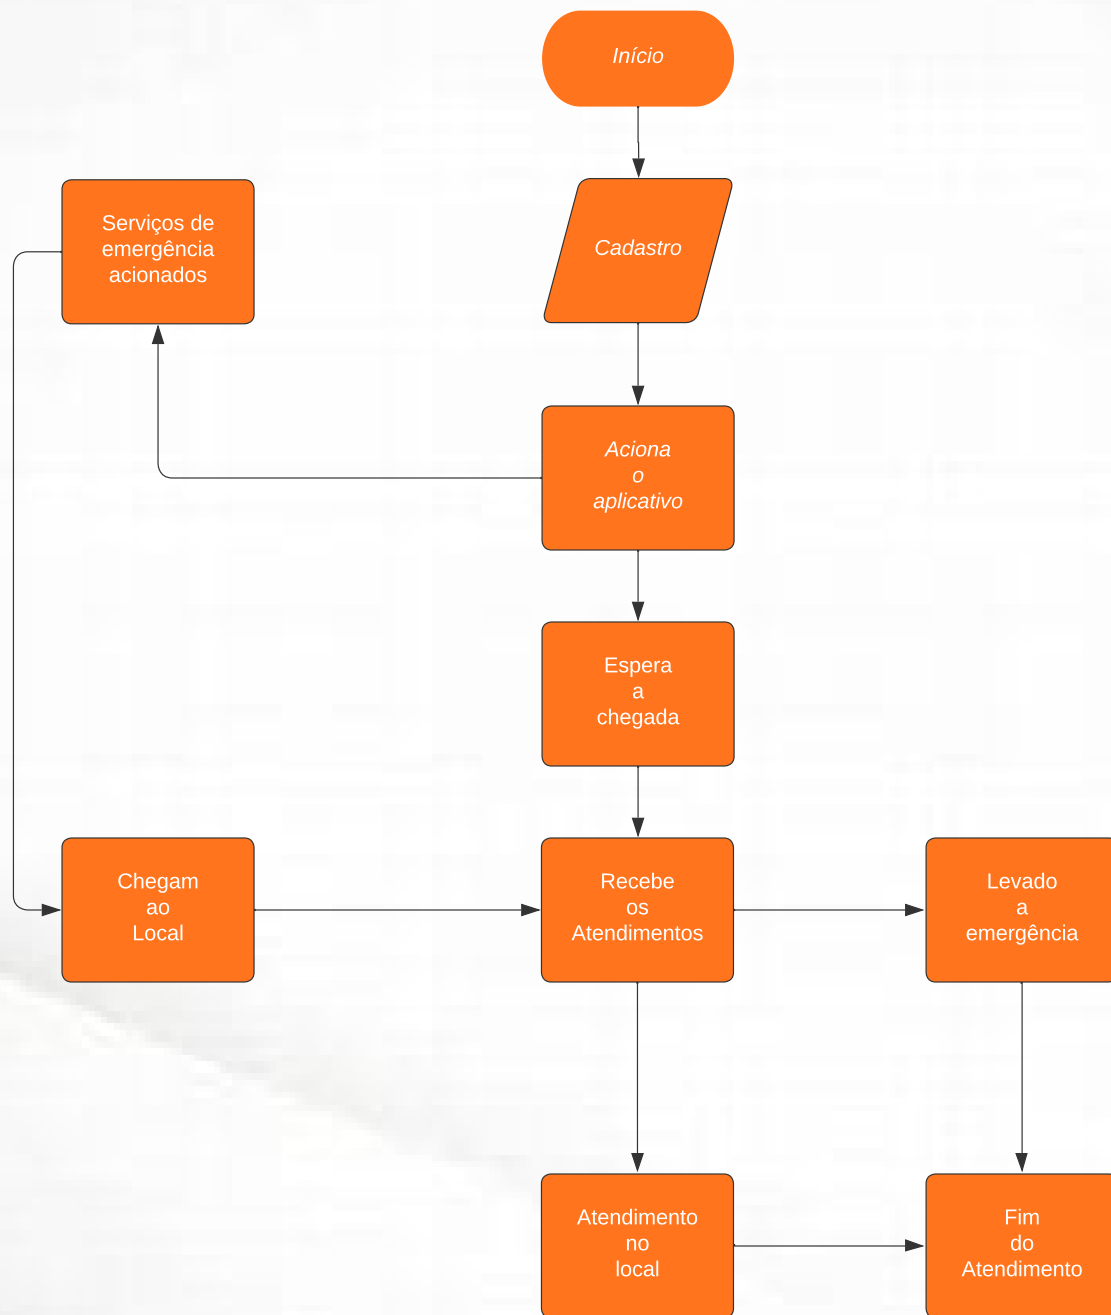 Início
Serviços de
emergência
acionados
Cadastro
Aciona
o
aplicativo
Espera
a
chegada
Chegam
ao
Local
Recebe
os
Atendimentos
Levado
a
emergência
Atendimento
no
local
Fim
do
Atendimento